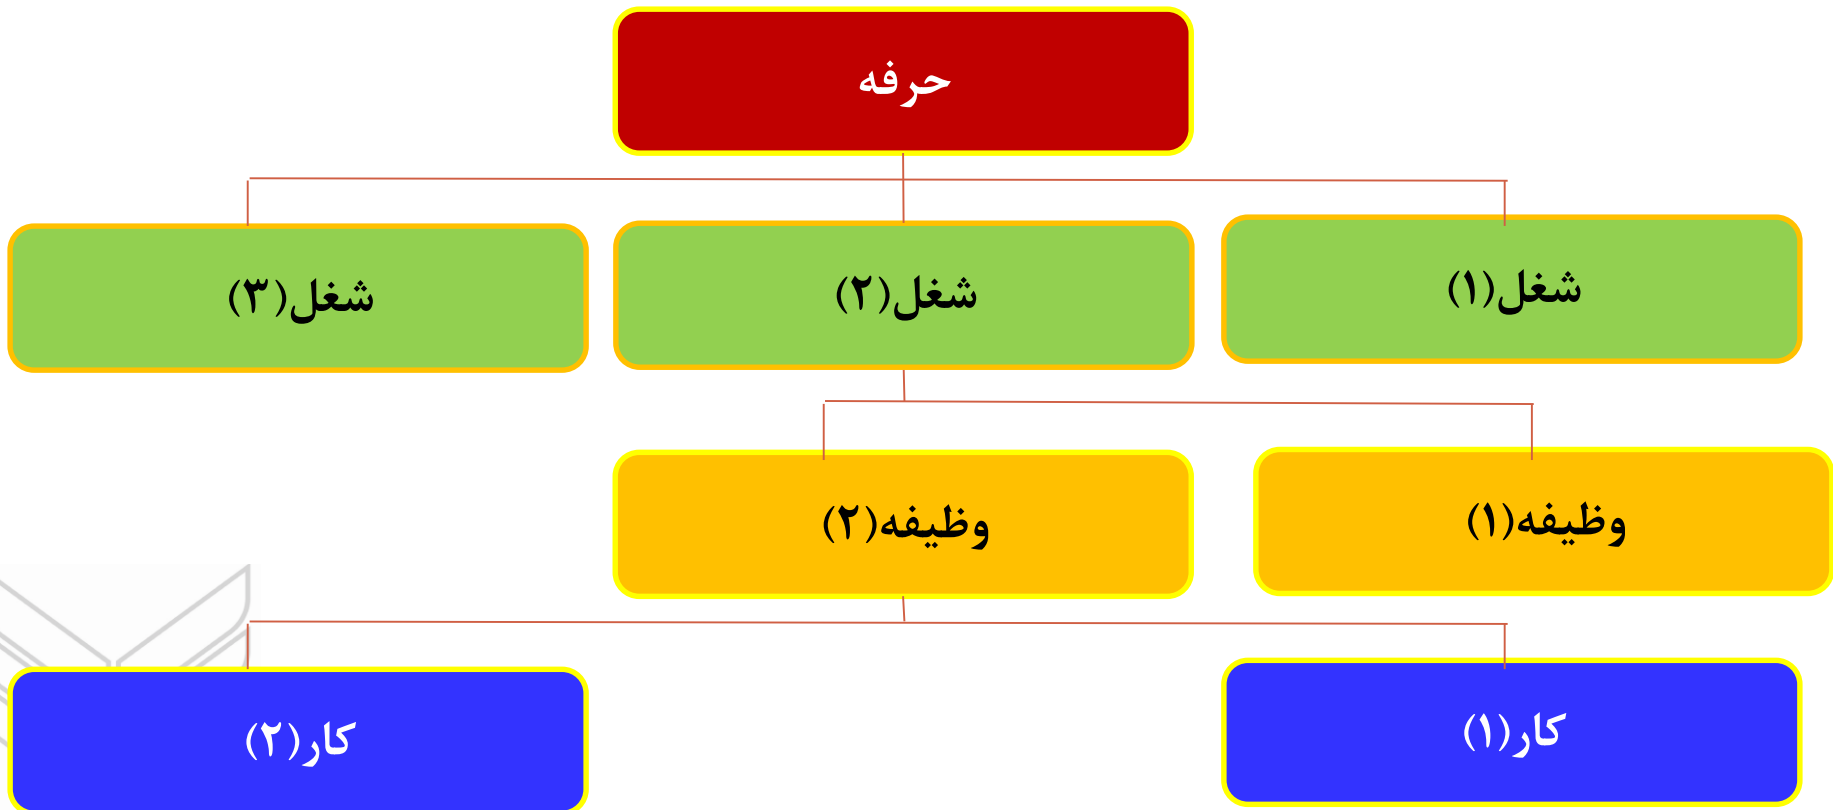 حرفه
شغل(۱)
شغل(۲)
شغل(۳)
وظیفه(۱)
وظیفه(۲)
کار(۱)
کار(۲)